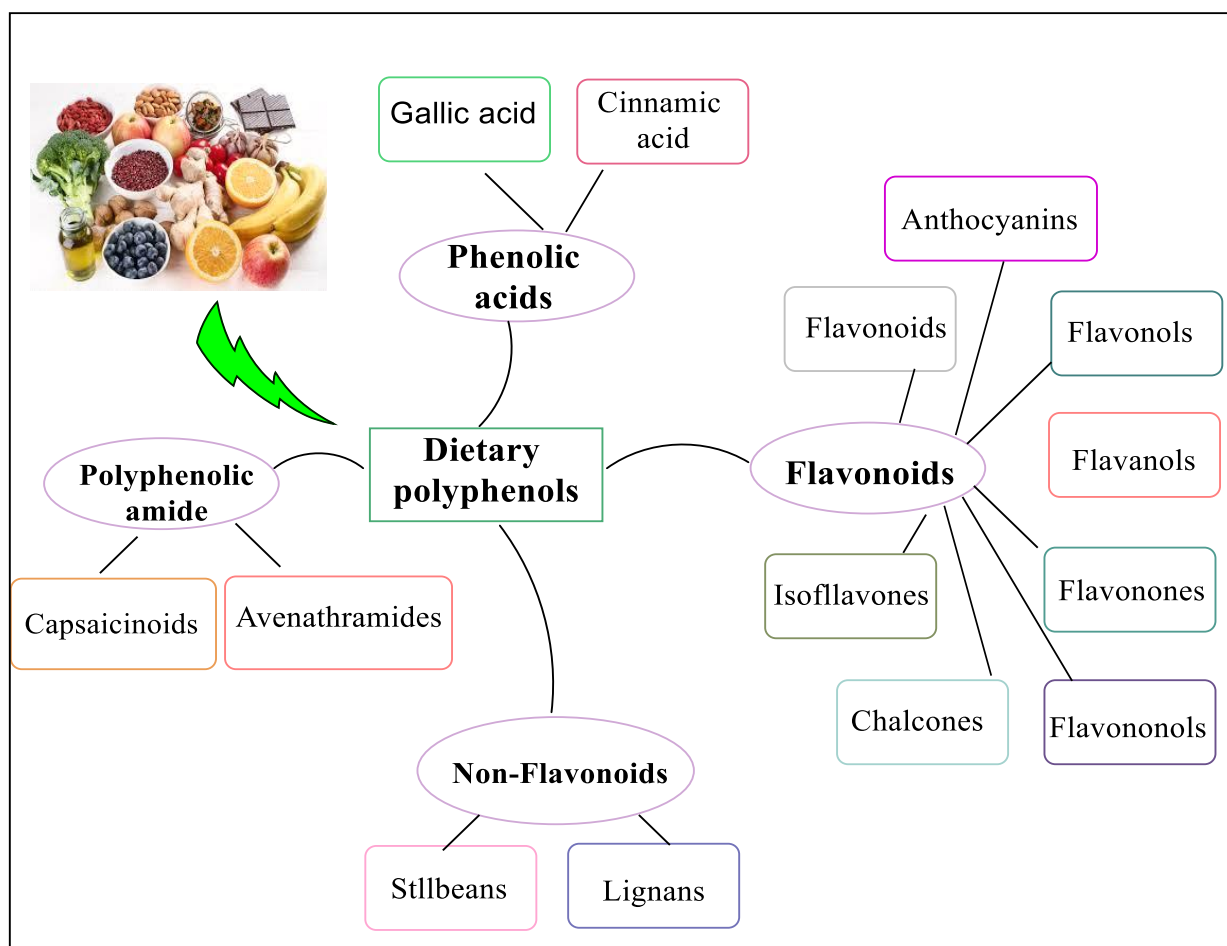 Gallic acid
Cinnamic
acid
Phenolic
acids
Anthocyanins
Flavonoids
Flavonols
Flavanols
Flavonoids
Dietary
polyphenols
Polyphenolic
amide
Capsaicinoids
Avenathramides
Isofllavones
Flavonones
Chalcones
Flavononols
Non-Flavonoids
Stllbeans
Lignans